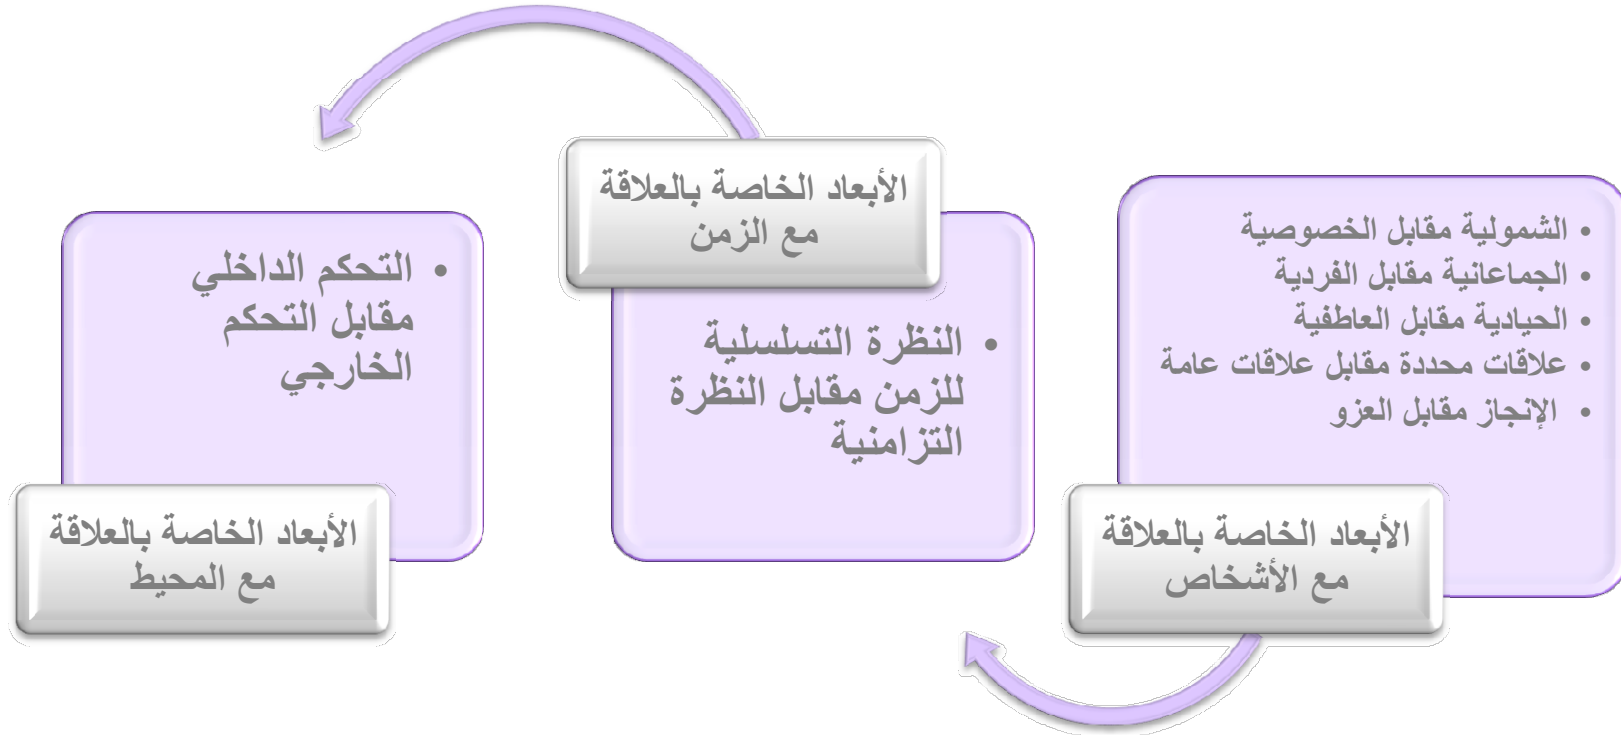 • الشمولية مقابل الخصوصية
• الجماعانية مقابل الفردية
• الحيادية مقابل العاطفية
• علاقات محددة مقابل علاقات عامة
• الإنجاز مقابل العزو
الأبعاد الخاصة بالعلاقة
مع الأشخاص
الأبعاد الخاصة بالعلاقة
مع الزمن
• النظرة التسلسلية
للزمن مقابل النظرة
التزامنية
• التحكم الداخلي
مقابل التحكم
الخارجي
الأبعاد الخاصة بالعلاقة
مع المحيط